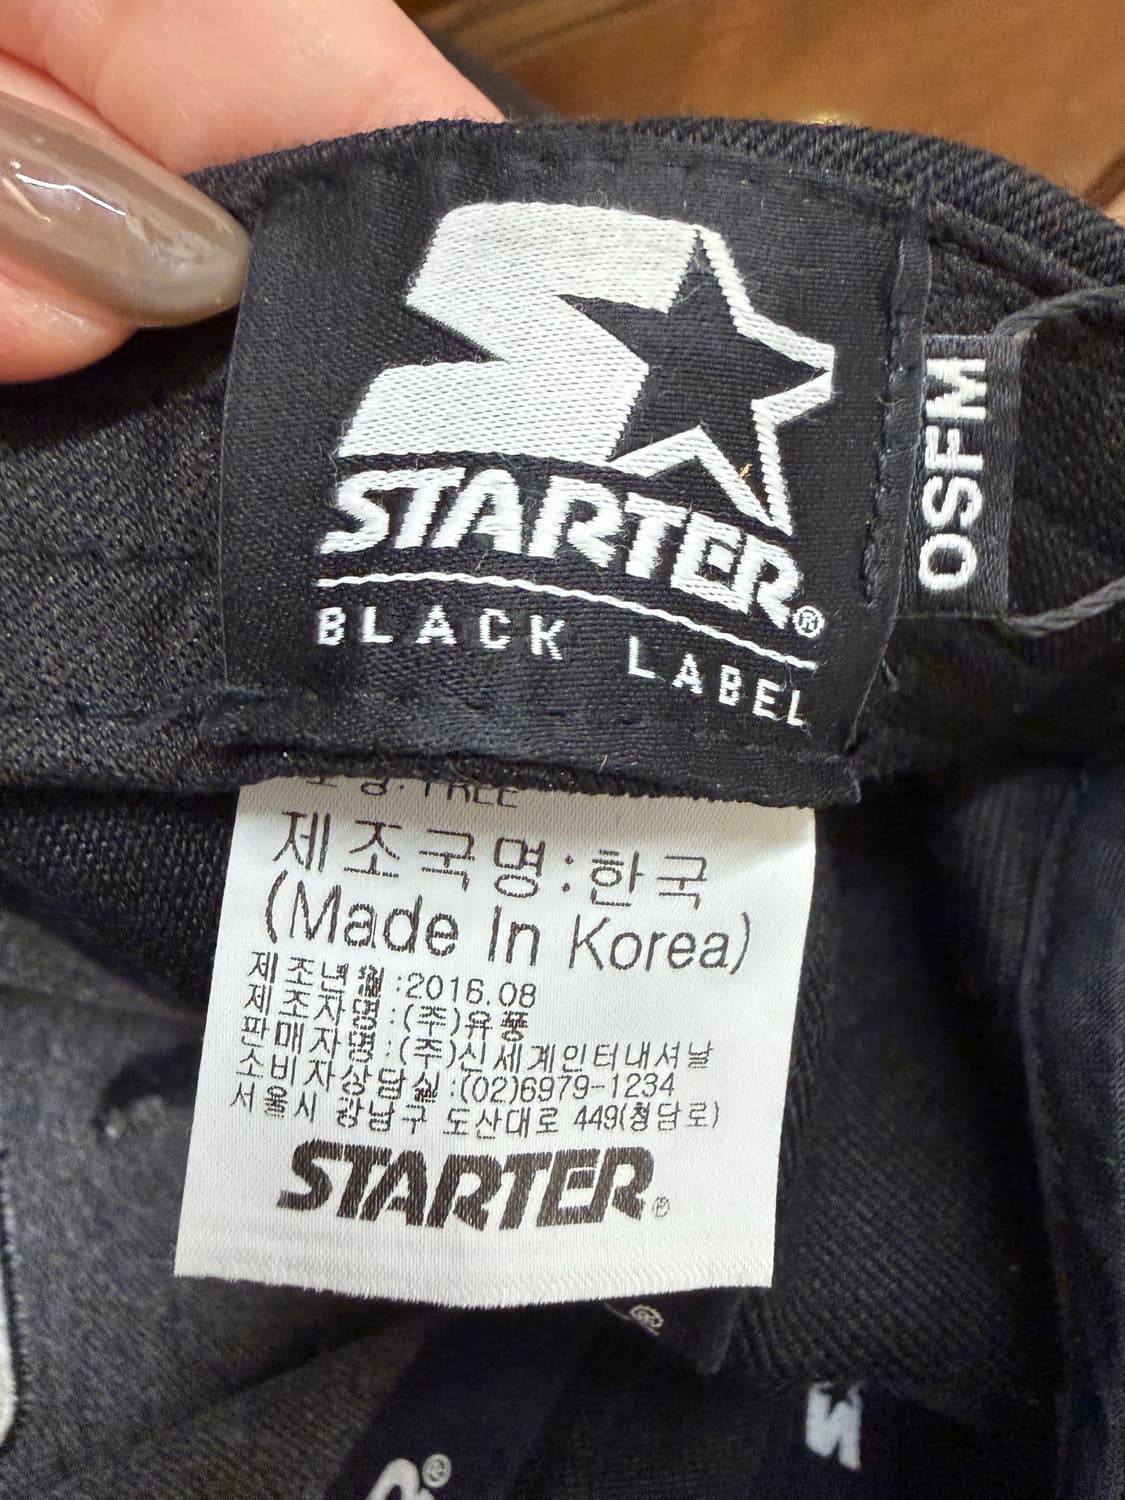 STARTER®
BLACK LABEL
OSFM
FREE
제조국명:한국
(Made In Korea)
제조년월:2016.08
제조자명:(주)유풍
판매자명:(주)신세계인터내셔날
소비자상담실:(02)6979-1234
서울시 강남구 도산대로 449(청담로)
STARTER®